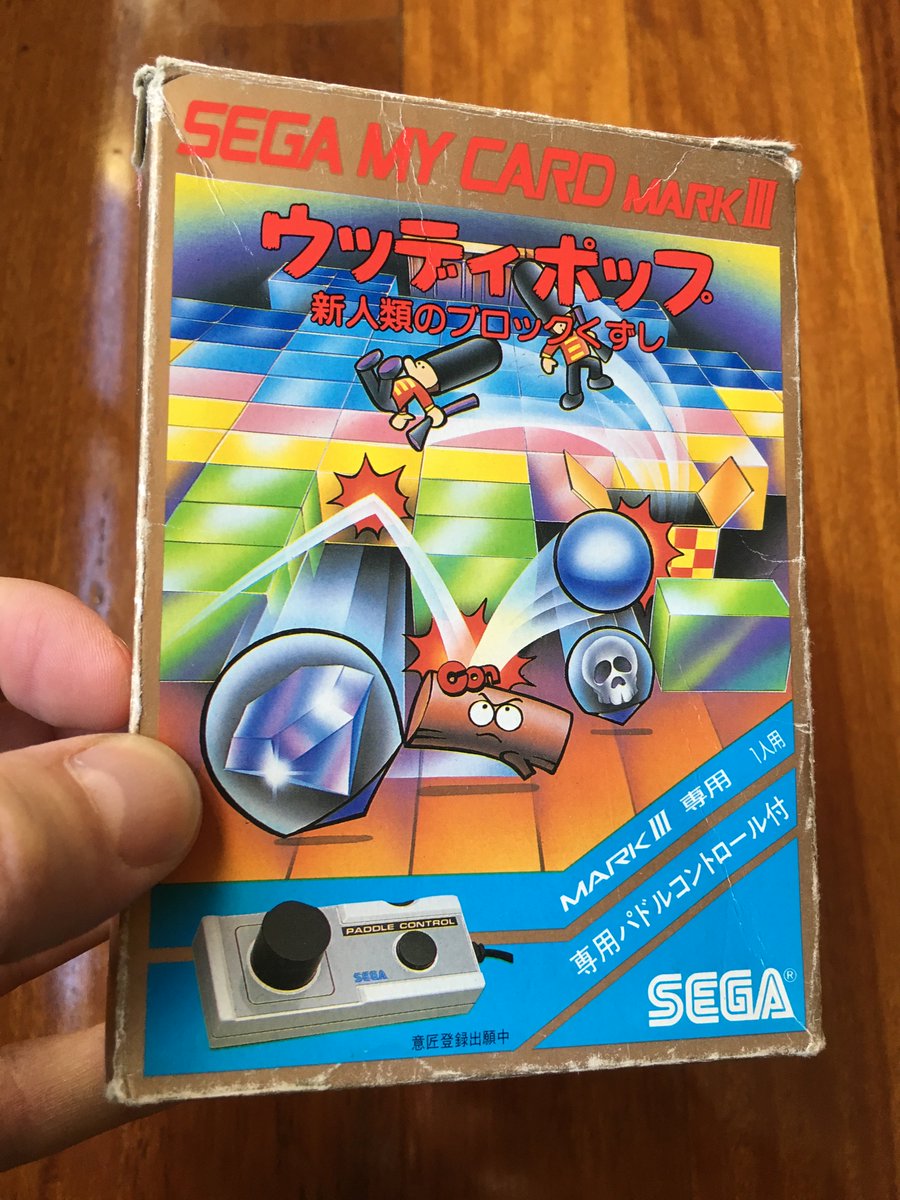 SEGA MY CARD MARK III
ウッディポップ
新人類のブロックくずし
Con
MARK III 専用 1人用
専用パドルコントロール付
PADDLE CONTROL
SEGA
SEGA®
意匠登録出願中